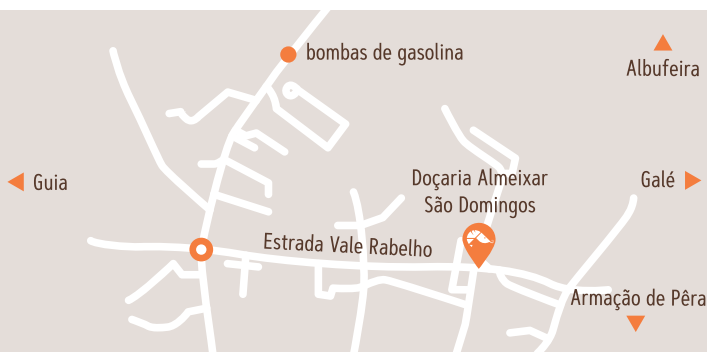 bombas de gasolina
Albufeira
Guia
Doçaria Almeixar
São Domingos
Galé
Estrada Vale Rabelho
Armação de Pêra